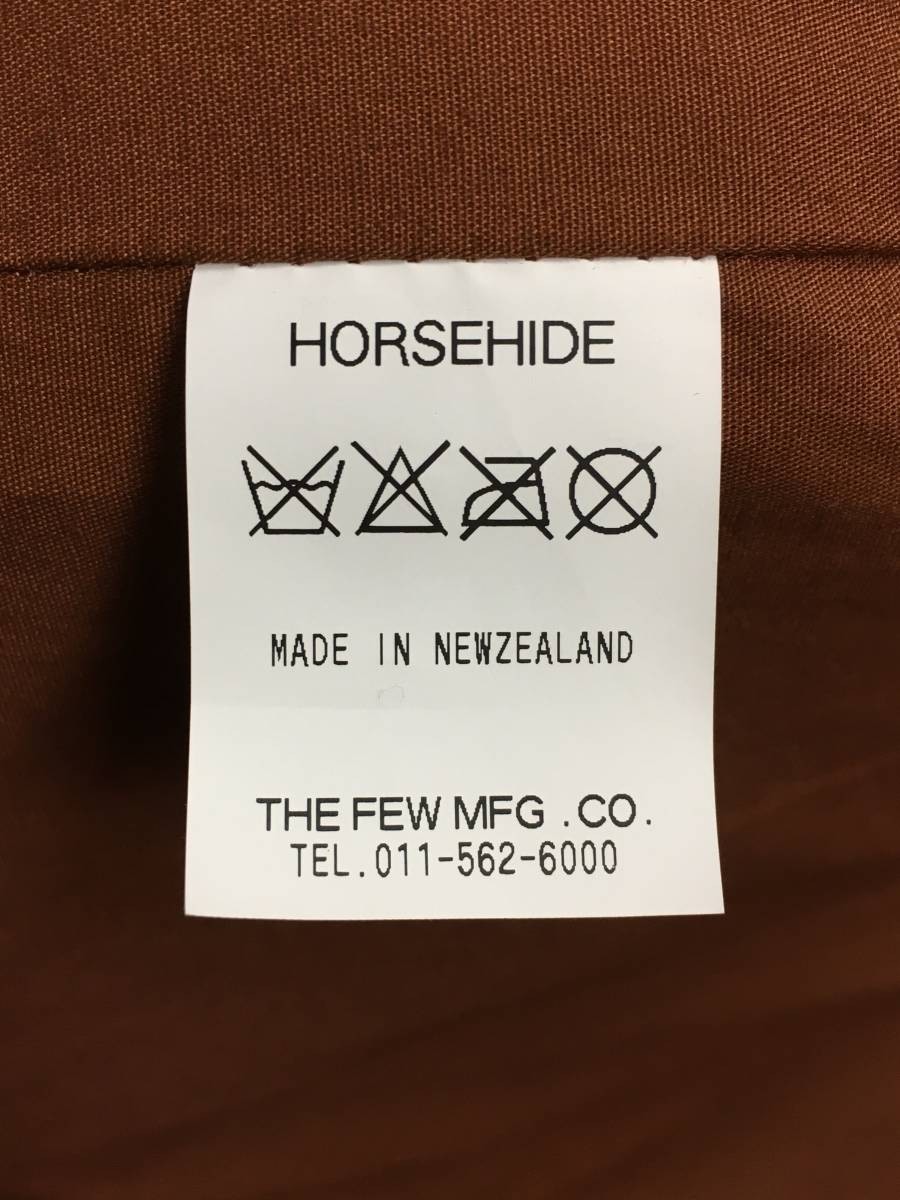 HORSEHIDE
MADE IN NEWZEALAND
THE FEW MFG .CO.
TEL.011-562-6000